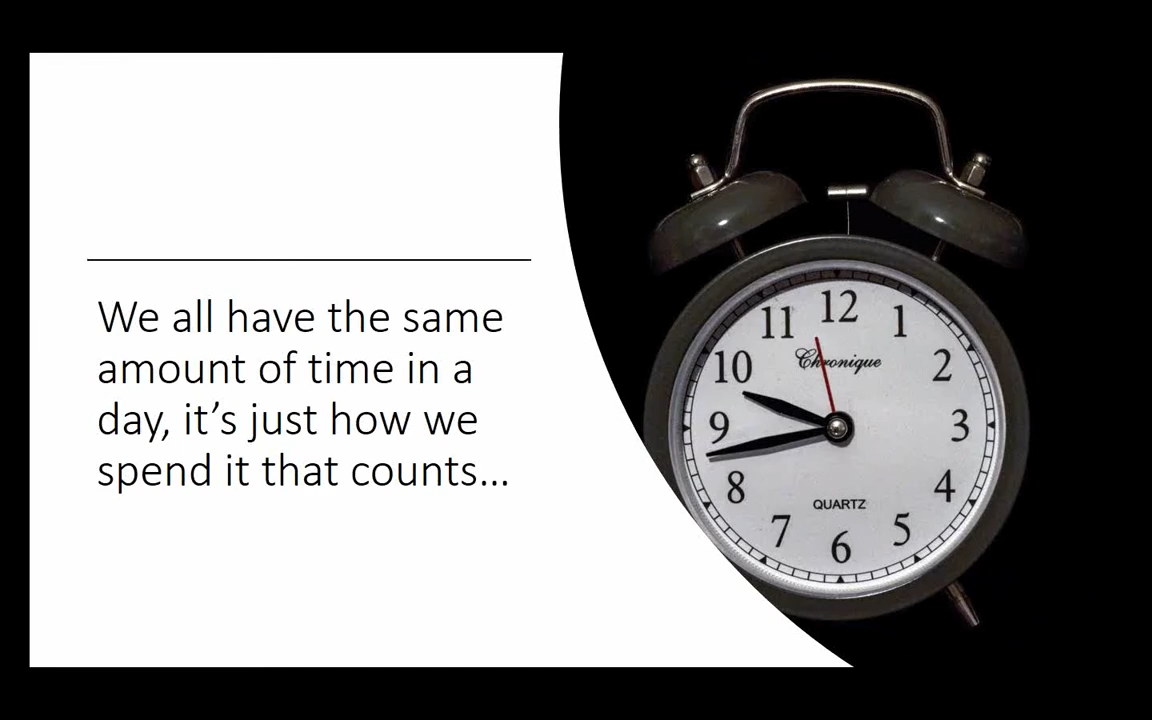 We all have the same
amount of time in a
day, it’s just how we
spend it that counts...
12
11
1
Chronique
10
2
9
3
8
4
QUARTZ
7
5
6